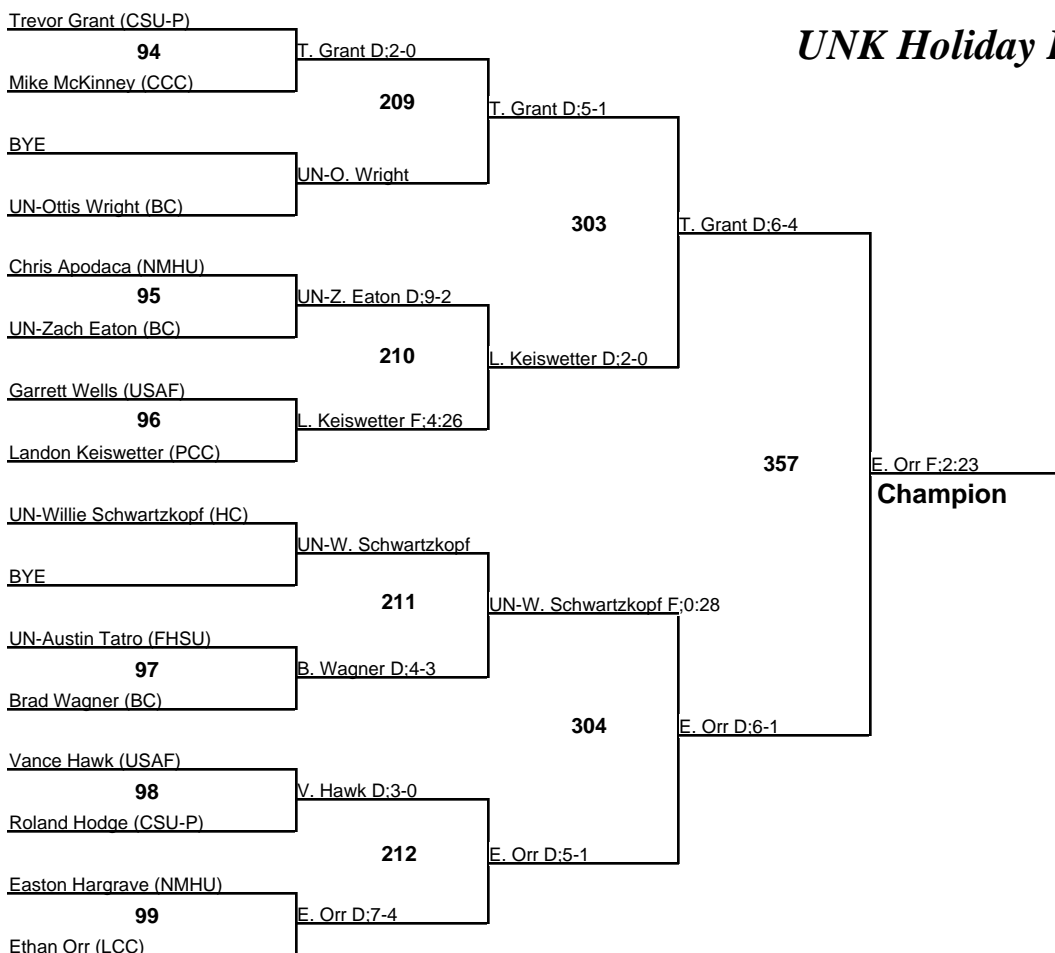 Trevor Grant (CSU-P)
UNK Holiday
94
T. Grant D;2-0
Mike McKinney (CCC)
209
T. Grant D;5-1
BYE
UN-O. Wright
UN-Ottis Wright (BC)
303
T. Grant D;6-4
Chris Apodaca (NMHU)
95
UN-Z. Eaton D;9-2
UN-Zach Eaton (BC)
210
L. Keiswetter D;2-0
Garrett Wells (USAF)
96
L. Keiswetter F;4:26
Landon Keiswetter (PCC)
357
E. Orr F;2:23
Champion
UN-Willie Schwartzkopf (HC)
UN-W. Schwartzkopf
BYE
211
UN-W. Schwartzkopf F;0:28
UN-Austin Tatro (FHSU)
97
B. Wagner D;4-3
Brad Wagner (BC)
304
E. Orr D;6-1
Vance Hawk (USAF)
98
V. Hawk D;3-0
Roland Hodge (CSU-P)
212
E. Orr D;5-1
Easton Hargrave (NMHU)
99
E. Orr D;7-4
Ethan Orr (LCC)